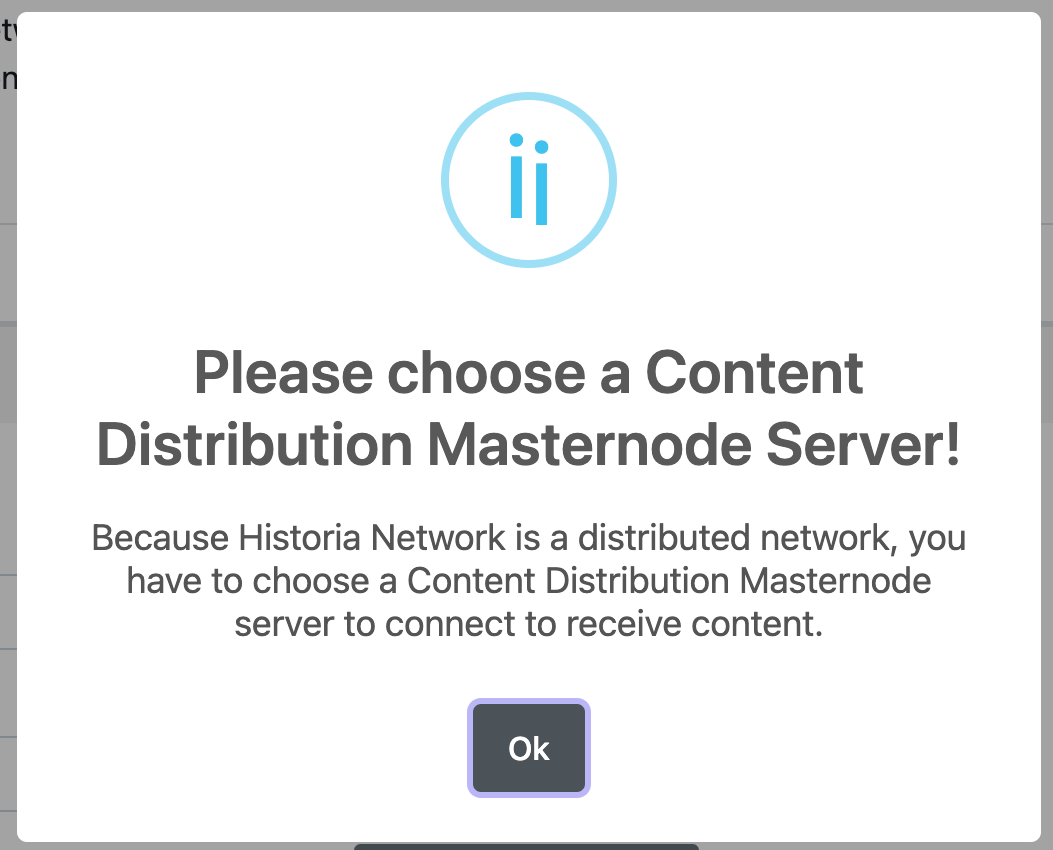 ii
Please choose a Content
Distribution Masternode Server!
Because Historia Network is a distributed network, you
have to choose a Content Distribution Masternode
server to connect to receive content.
Ok